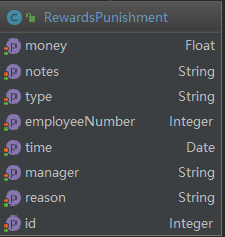 C RewardsPunishment
p money Float
p notes String
p type String
p employeeNumber Integer
p time Date
p manager String
p reason String
p id Integer